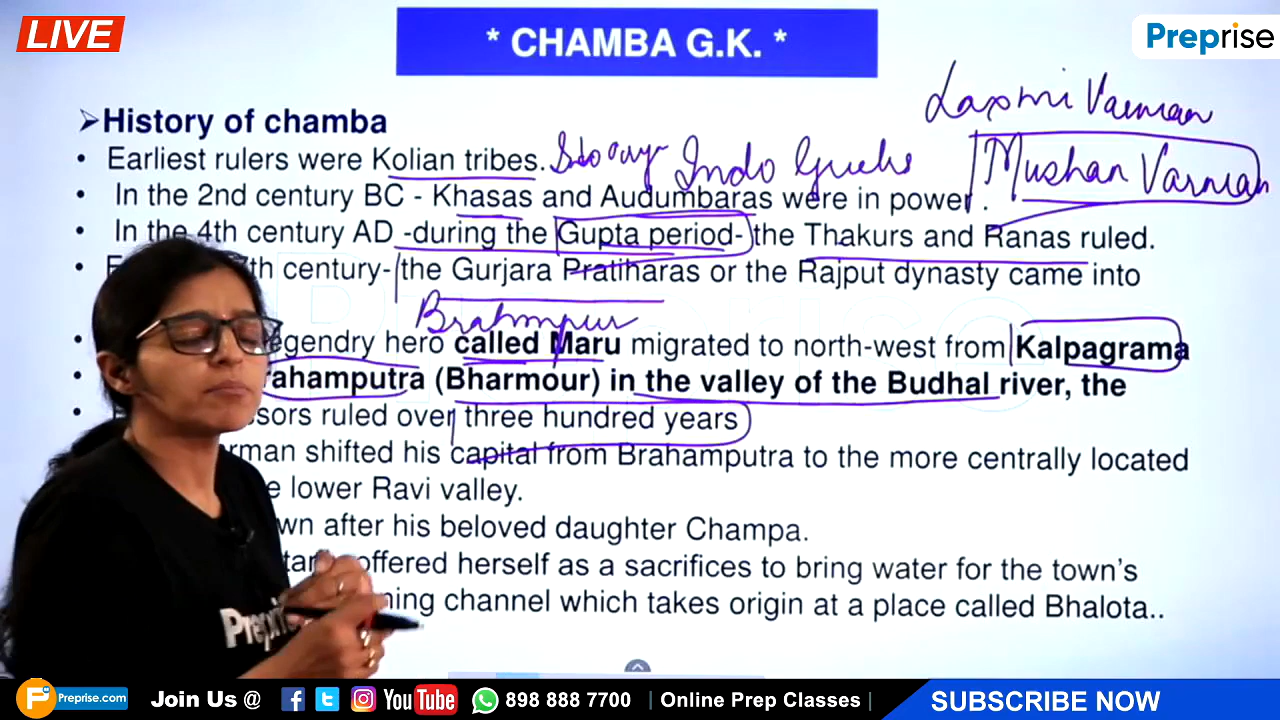 LIVE
* CHAMBA G.K. *
Preprise
Laxmi Varman
➤History of chamba
• Earliest rulers were Kolian tribes. Indo Greeks
Mushan Varman
• In the 2nd century BC - Khasas and Audumbaras were in power .
• In the 4th century AD -during the Gupta period- the Thakurs and Ranas ruled.
7th century- the Gurjara Pratiharas or the Rajput dynasty came into
Brahmpur
• egendry hero called Maru migrated to north-west from Kalpagrama
• rahamputra (Bharmour) in the valley of the Budhal river, the
• ssors ruled over three hundred years
rman shifted his capital from Brahamputra to the more centrally located
e lower Ravi valley.
wn after his beloved daughter Champa.
offered herself as a sacrifices to bring water for the town's
ning channel which takes origin at a place called Bhalota..
Preprise.com Join Us @ YouTube 898 888 7700 | Online Prep Classes | SUBSCRIBE NOW